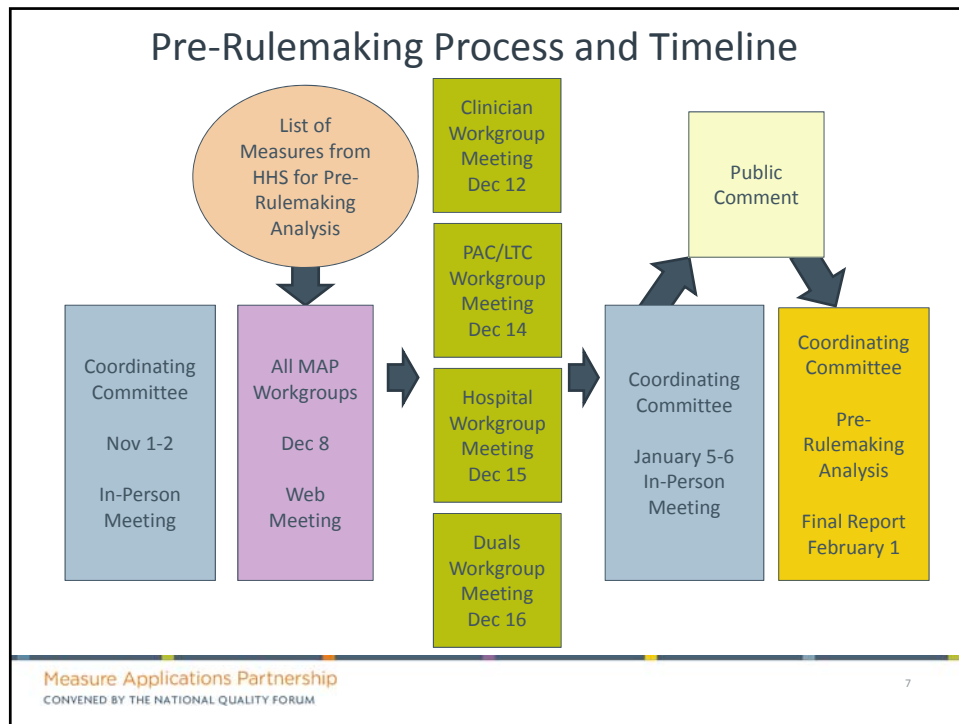 Pre-Rulemaking Process and Timeline
List of
Measures from
HHS for Pre-
Rulemaking
Analysis
Coordinating
Committee
Nov 1-2
In-Person
Meeting
All MAP
Workgroups
Dec 8
Web
Meeting
Clinician
Workgroup
Meeting
Dec 12
PAC/LTC
Workgroup
Meeting
Dec 14
Hospital
Workgroup
Meeting
Dec 15
Duals
Workgroup
Meeting
Dec 16
Coordinating
Committee
January 5-6
In-Person
Meeting
Public
Comment
Coordinating
Committee
Pre-
Rulemaking
Analysis
Final Report
February 1
Measure Applications Partnership
CONVENED BY THE NATIONAL QUALITY FORUM
7